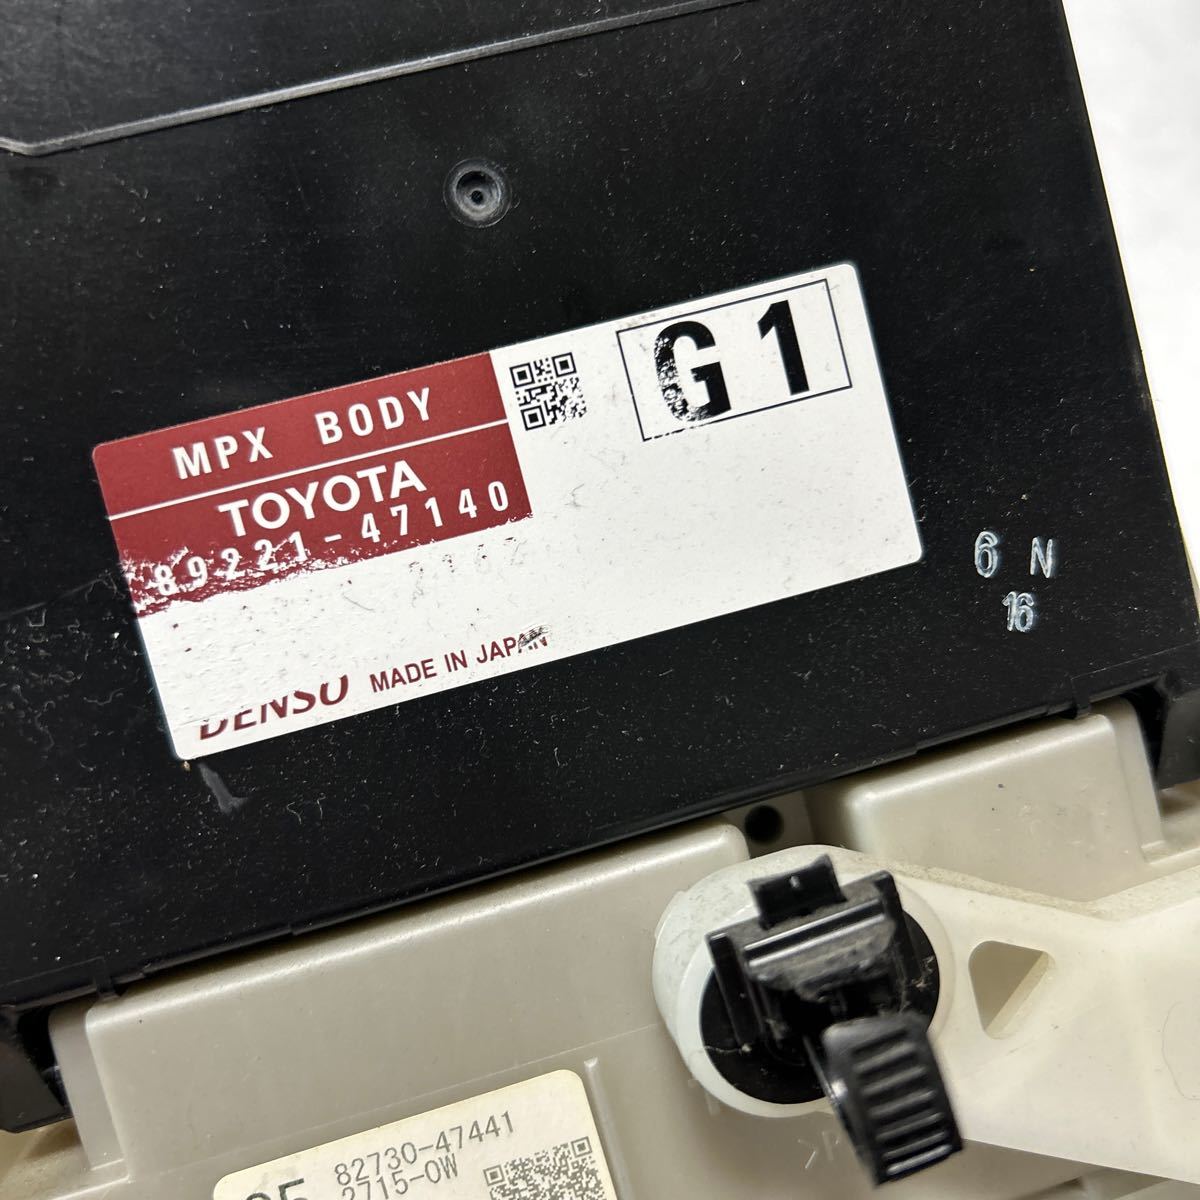 G1
MPX BODY
TOYOTA
89221-47140
DENSO MADE IN JAPAN
6 N
16
82730-47441
2715-0W